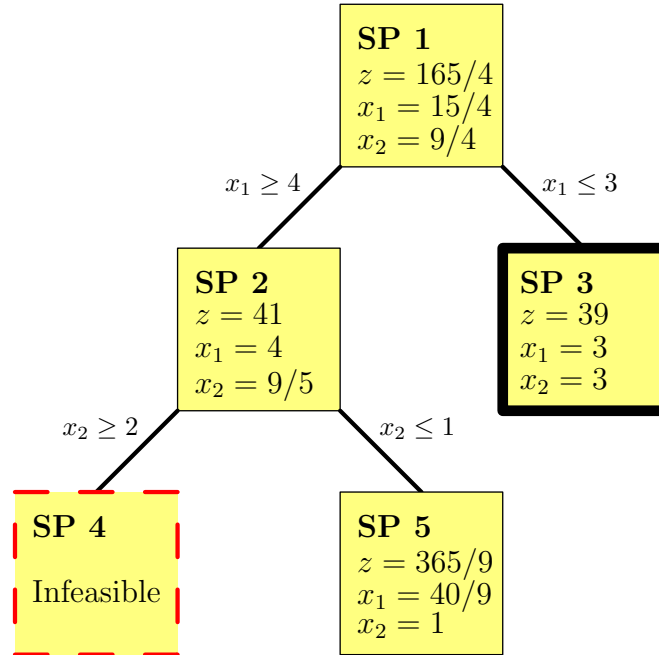 SP 1
z = 165/4
x₁ = 15/4
x₂ = 9/4
x₁ ≥ 4
x₁ ≤ 3
SP 2
z = 41
x₁ = 4
x₂ = 9/5
SP 3
z = 39
x₁ = 3
x₂ = 3
x₂ ≥ 2
x₂ ≤ 1
SP 4
Infeasible
SP 5
z = 365/9
x₁ = 40/9
x₂ = 1